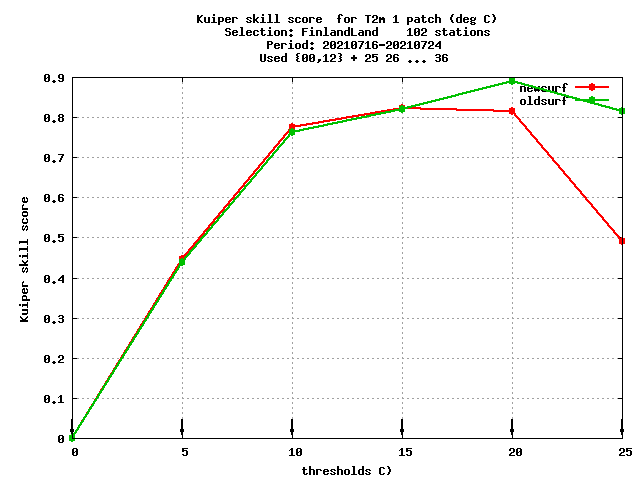 Kuiper skill score for T2m 1 patch (deg C)
Selection: FinlandLand 102 stations
Period: 20210716-20210724
Used {00,12} + 25 26 ... 36
newsurf
oldsurf
0.9
0.8
0.7
0.6
0.5
0.4
0.3
0.2
0.1
0
Kuiper skill score
0 5 10 15 20 25
thresholds C)